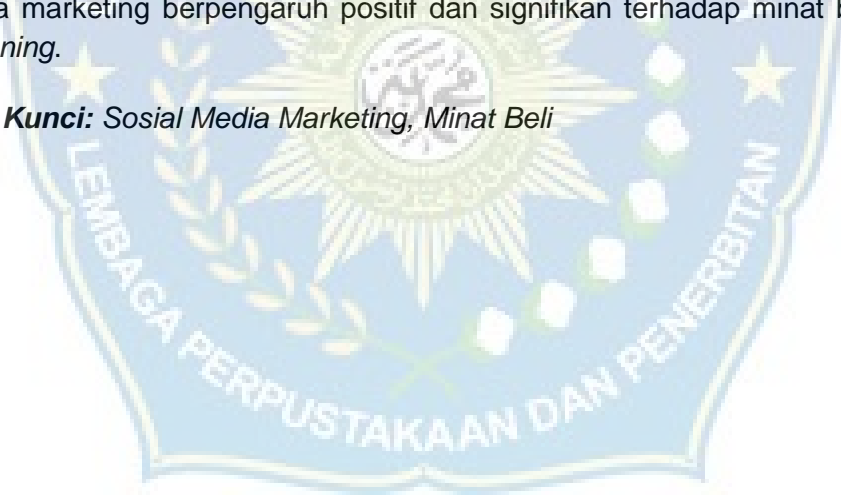 a marketing berpengaruh positif dan signifikan terhadap minat b
ning.
Kunci: Sosial Media Marketing, Minat Beli
LEMBAGA PERPUSTAKAAN DAN PENERBITAN